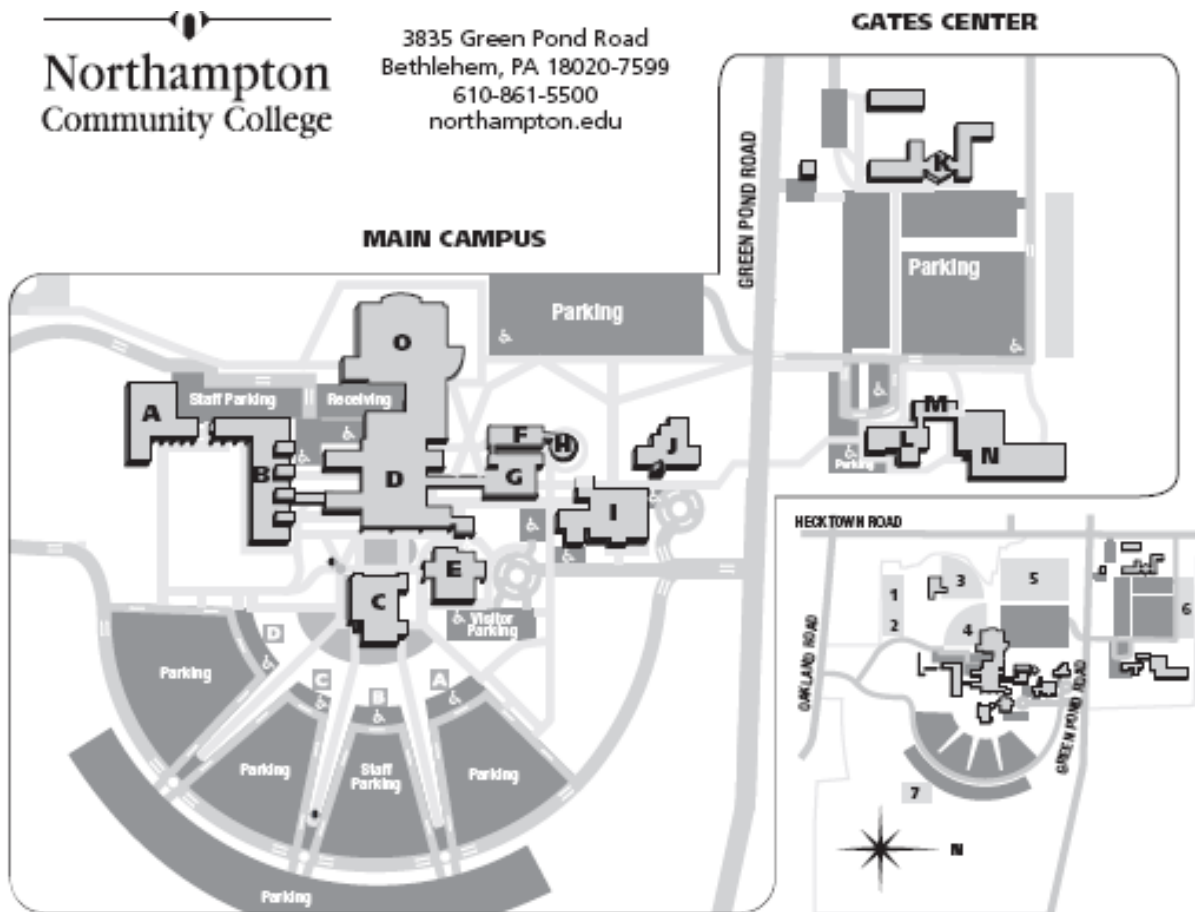 Northampton
Community College
3835 Green Pond Road
Bethlehem, PA 18020-7599
610-861-5500
northampton.edu
GATES CENTER
GREEN POND ROAD
K
Parking
MAIN CAMPUS
Parking
O
Staff Parking
Receiving
A
B
D
F
H
G
J
I
M
L
N
Parking
E
C
Visitor
Parking
D
C
B
A
Parking
Parking
Staff
Parking
Parking
Parking
HECKTOWN ROAD
OAKLAND ROAD
GREEN POND ROAD
1
2
3
4
5
6
7
N